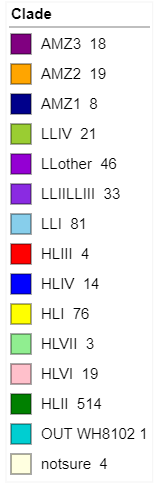 Clade
AMZ3 18
AMZ2 19
AMZ1 8
LLIV 21
LLother 46
LLIILLIII 33
LLI 81
HLIII 4
HLIV 14
HLI 76
HLVII 3
HLVI 19
HLII 514
OUT WH8102 1
notsure 4